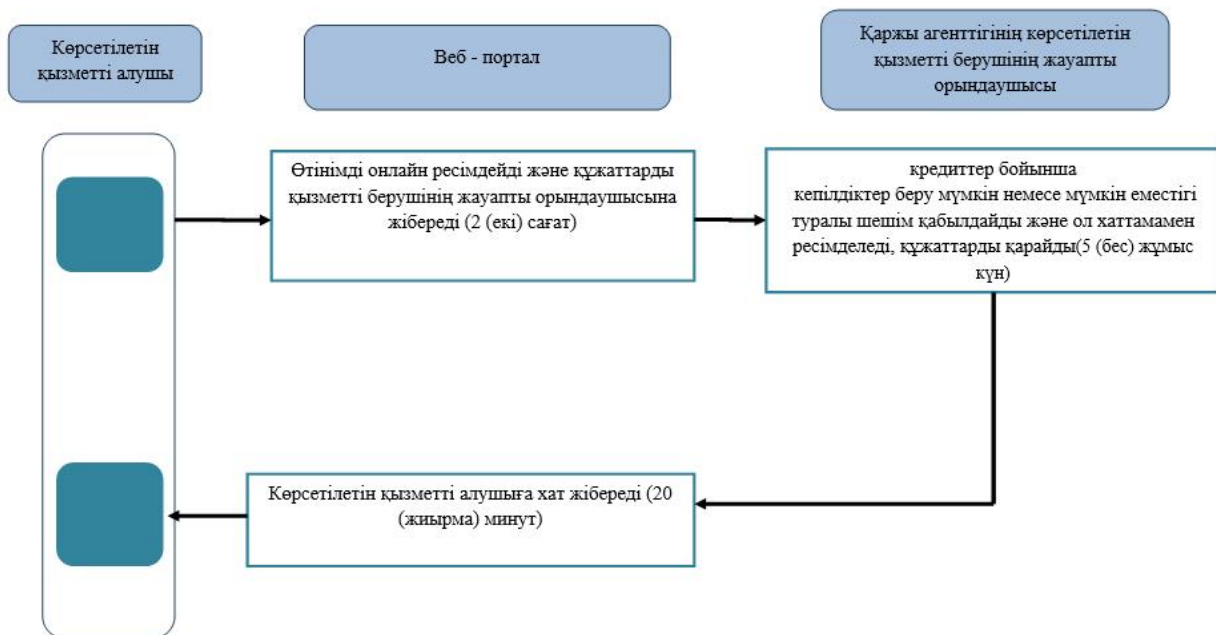 Көрсетілетін
қызметті алушы
Веб - портал
Қаржы агенттігінің көрсетілетін
қызметті берушінің жауапты
орындаушысы
Өтінімді онлайн ресімдейді және құжаттарды
қызметті берушінің жауапты орындаушысына
жібереді (2 (екі) сағат)
кредиттер бойынша
кепілдіктер беру мүмкін немесе мүмкін еместігі
туралы шешім қабылдайды және ол хаттамамен
ресімделеді, құжаттарды қарайды(5 (бес) жұмыс
күн)
Көрсетілетін қызметті алушыға хат жібереді (20
(жиырма) минут)